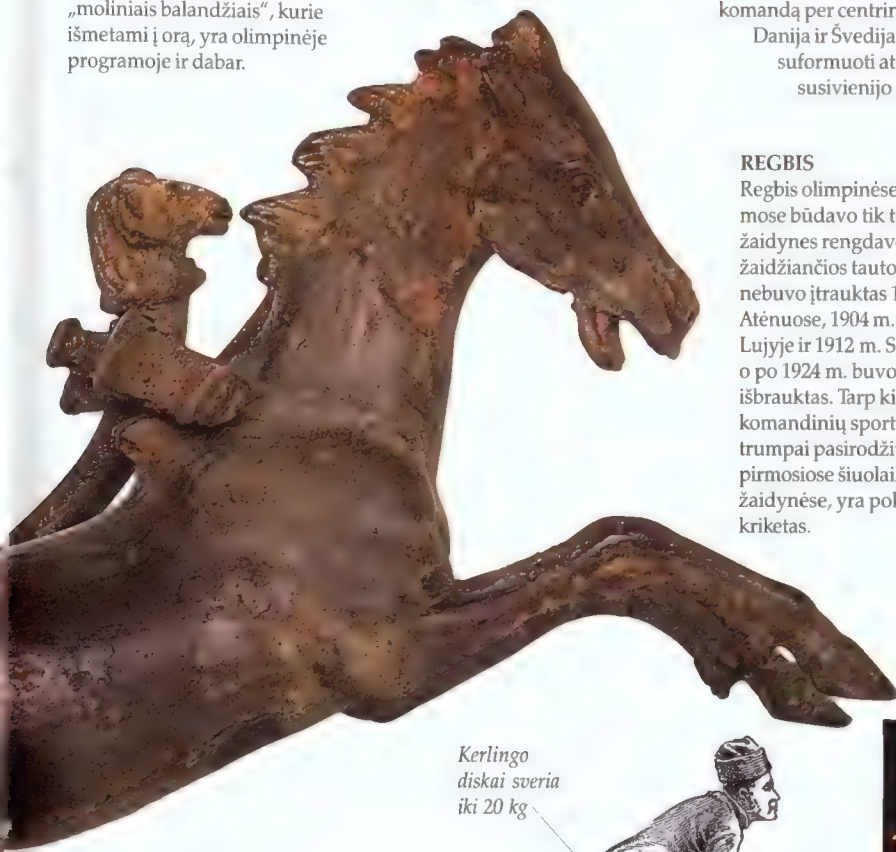 „moliniais balandžiais", kurie
išmetami į orą, yra olimpinėje
programoje ir dabar.
komandą per centrin
Danija ir Švedija
suformuoti at
susivienijo
REGBIS
Regbis olimpinėse
mose būdavo tik t
žaidynes rengdav
žaidžiančios tauto
nebuvo įtrauktas 1
Atėnuose, 1904 m.
Lujyje ir 1912 m. S
o po 1924 m. buvo
išbrauktas. Tarp ki
komandinių sport
trumpai pasirodži
pirmosiose šiuolai
žaidynėse, yra pol
kriketas.
Kerlingo
diskai sveria
iki 20 kg